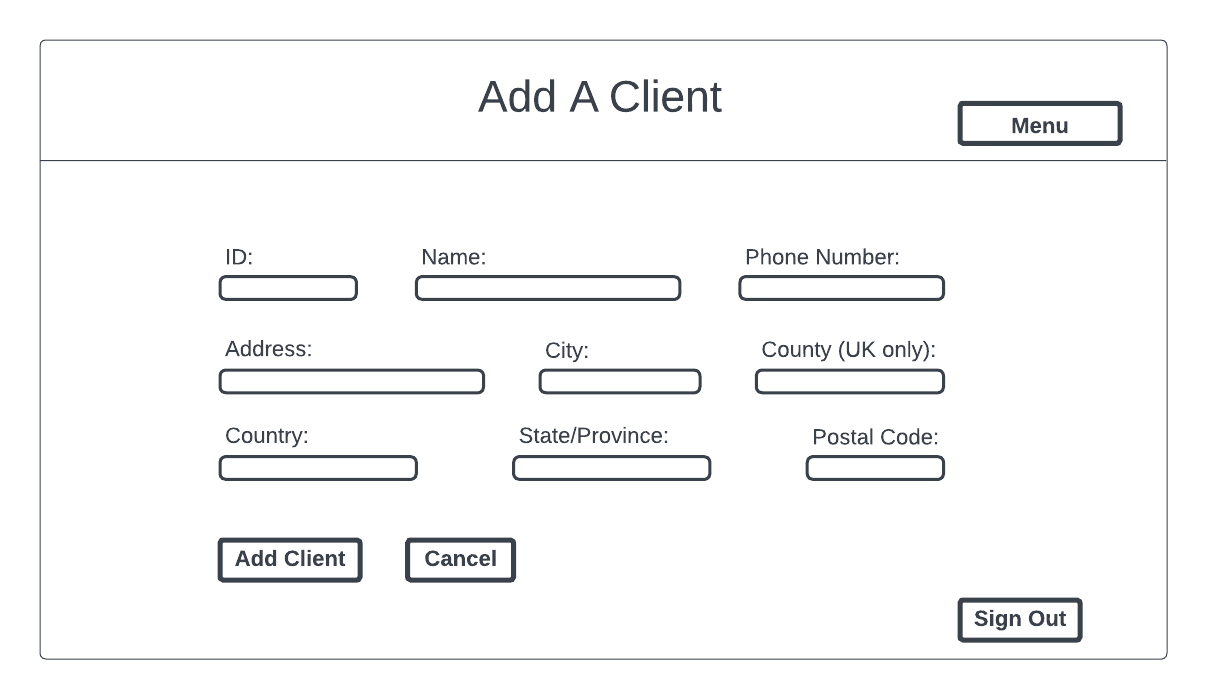 Add A Client
Menu
ID:
Name:
Phone Number:
Address:
City:
County (UK only):
Country:
State/Province:
Postal Code:
Add Client
Cancel
Sign Out